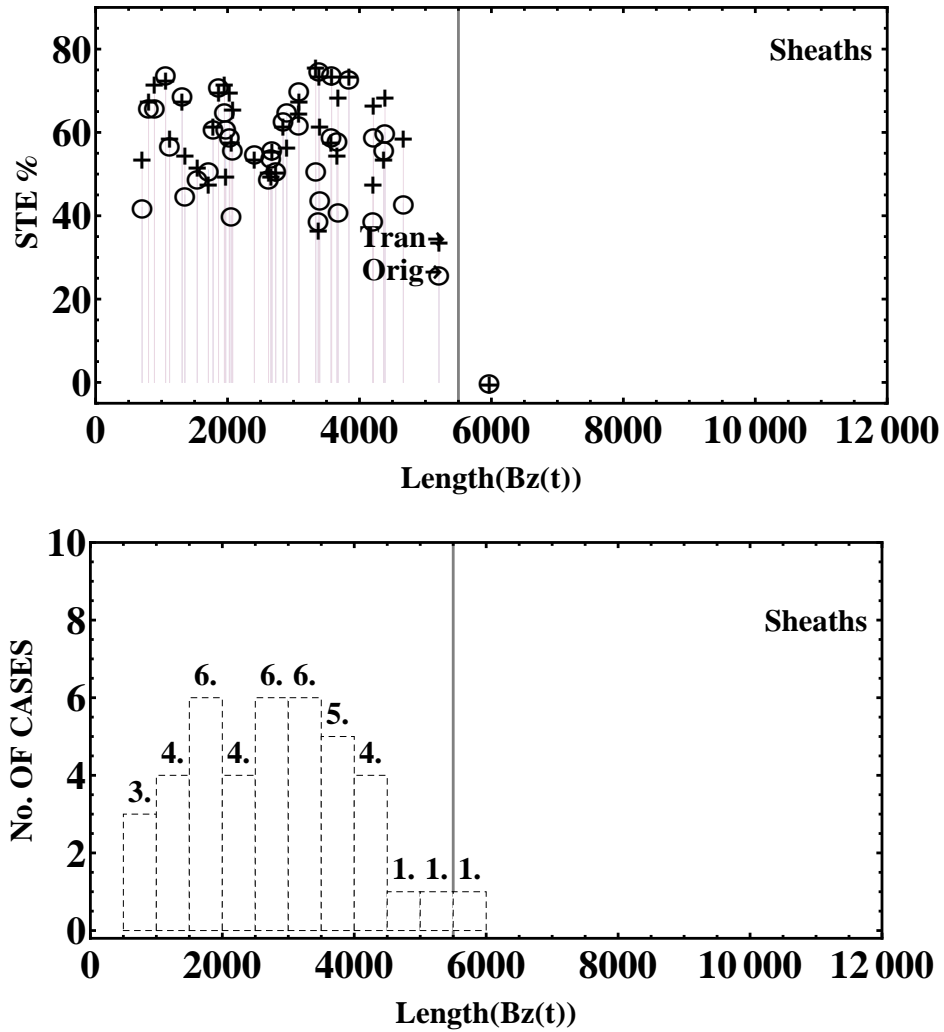 80
Sheaths
60
STE %
40
Tran
Orig
20
0
0 2000 4000 6000 8000 10 000 12 000
Length(Bz(t))
10
8
Sheaths
No. OF CASES
6. 6. 6.
6
5.
4. 4. 4.
4
3.
2
1. 1. 1.
0
0 2000 4000 6000 8000 10 000 12 000
Length(Bz(t))